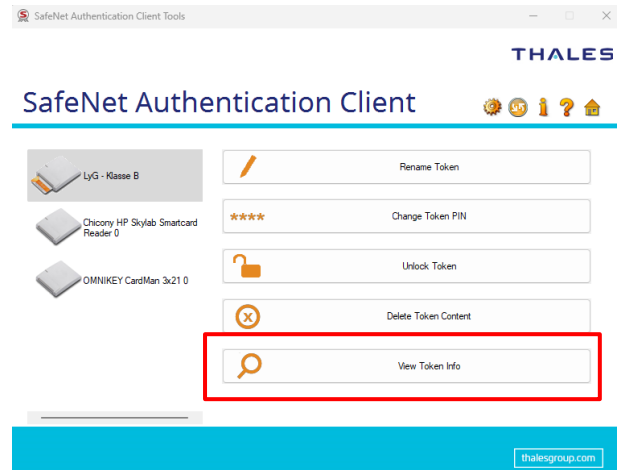 SafeNet Authentication Client Tools
THALES
SafeNet Authentication Client
LyG - Klasse B
Chicony HP Skylab Smartcard
Reader 0
OMNIKEY CardMan 3x21 0
Rename Token
****
Change Token PIN
Unlock Token
Delete Token Content
View Token Info
thalesgroup.com